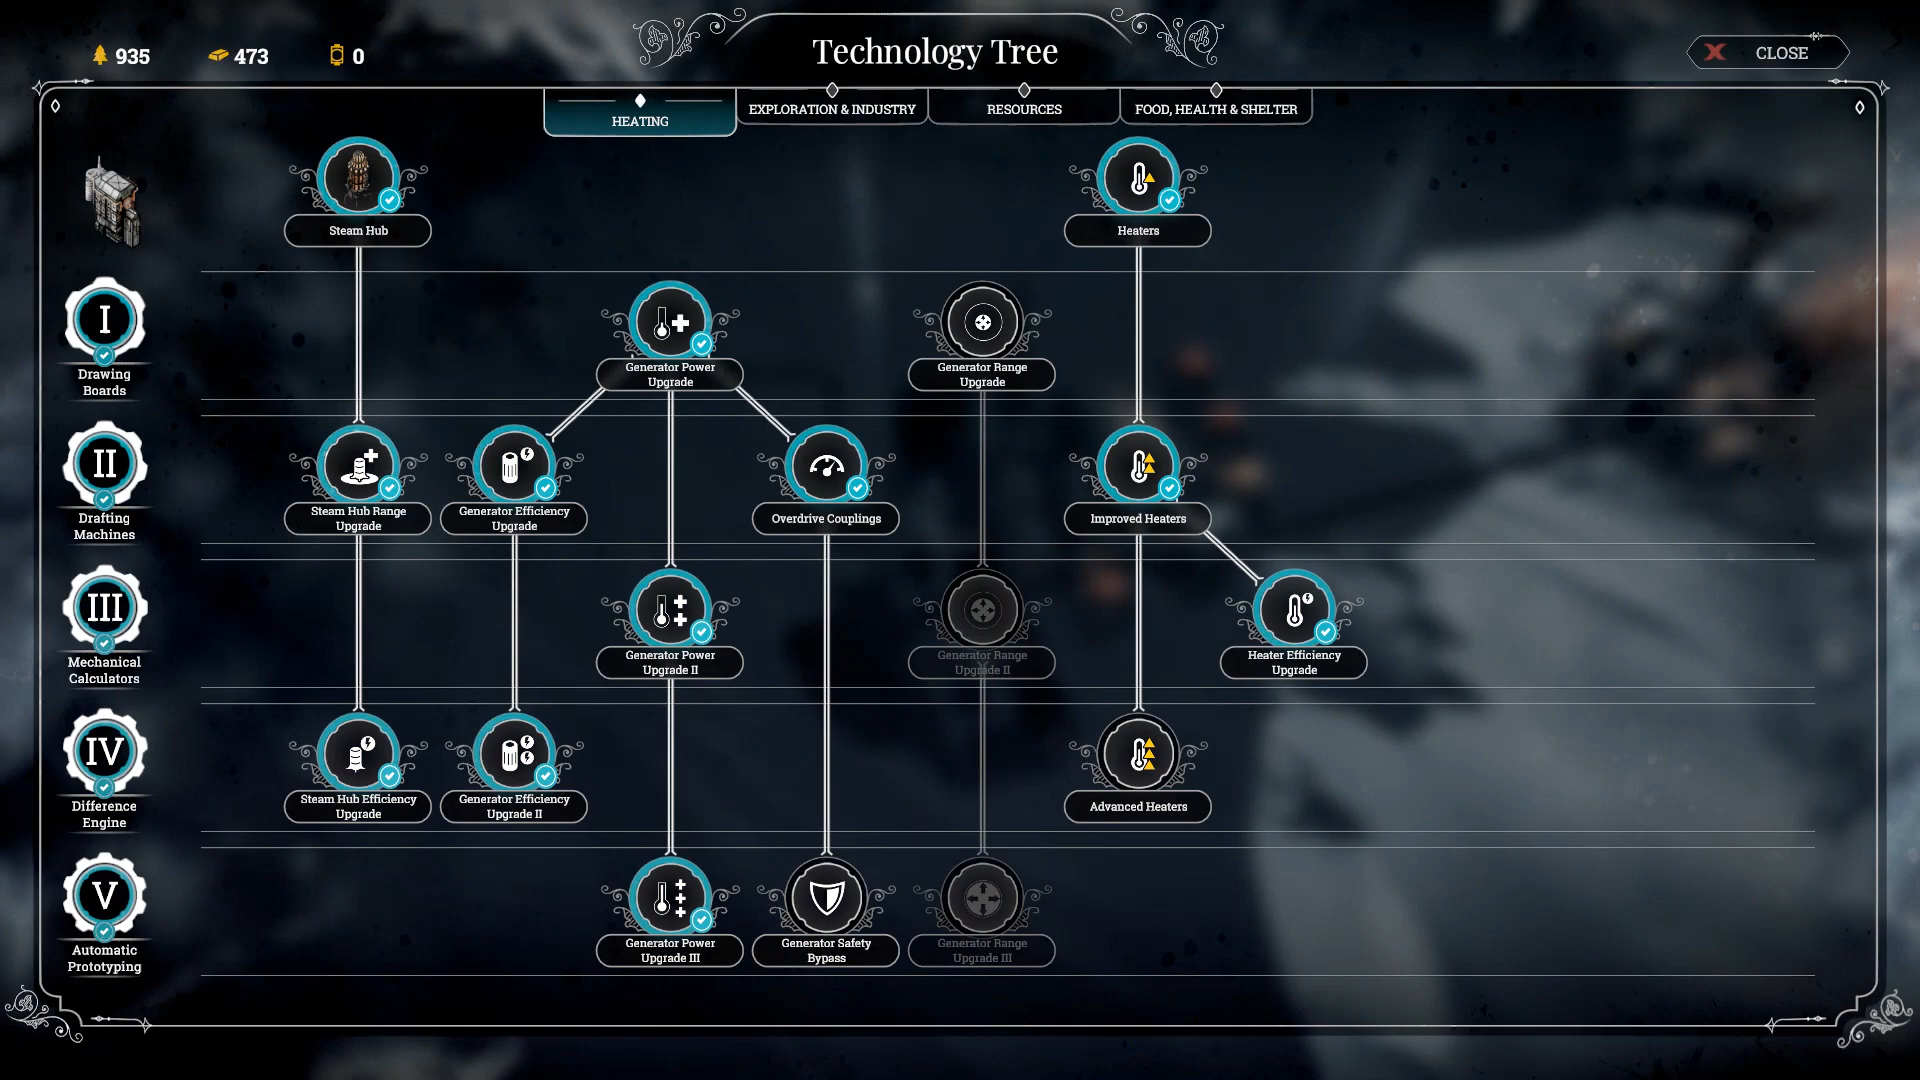 935
473
0
Technology Tree
CLOSE
HEATING
EXPLORATION & INDUSTRY
RESOURCES
FOOD, HEALTH & SHELTER
Steam Hub
Heaters
I
Drawing
Boards
Generator Power
Upgrade
Generator Range
Upgrade
II
Drafting
Machines
Steam Hub Range
Upgrade
Generator Efficiency
Upgrade
Overdrive Couplings
Improved Heaters
III
Mechanical
Calculators
Generator Power
Upgrade II
Generator Range
Upgrade II
Heater Efficiency
Upgrade
IV
Difference
Engine
Steam Hub Efficiency
Upgrade
Generator Efficiency
Upgrade II
Advanced Heaters
V
Automatic
Prototyping
Generator Power
Upgrade III
Generator Safety
Bypass
Generator Range
Upgrade III